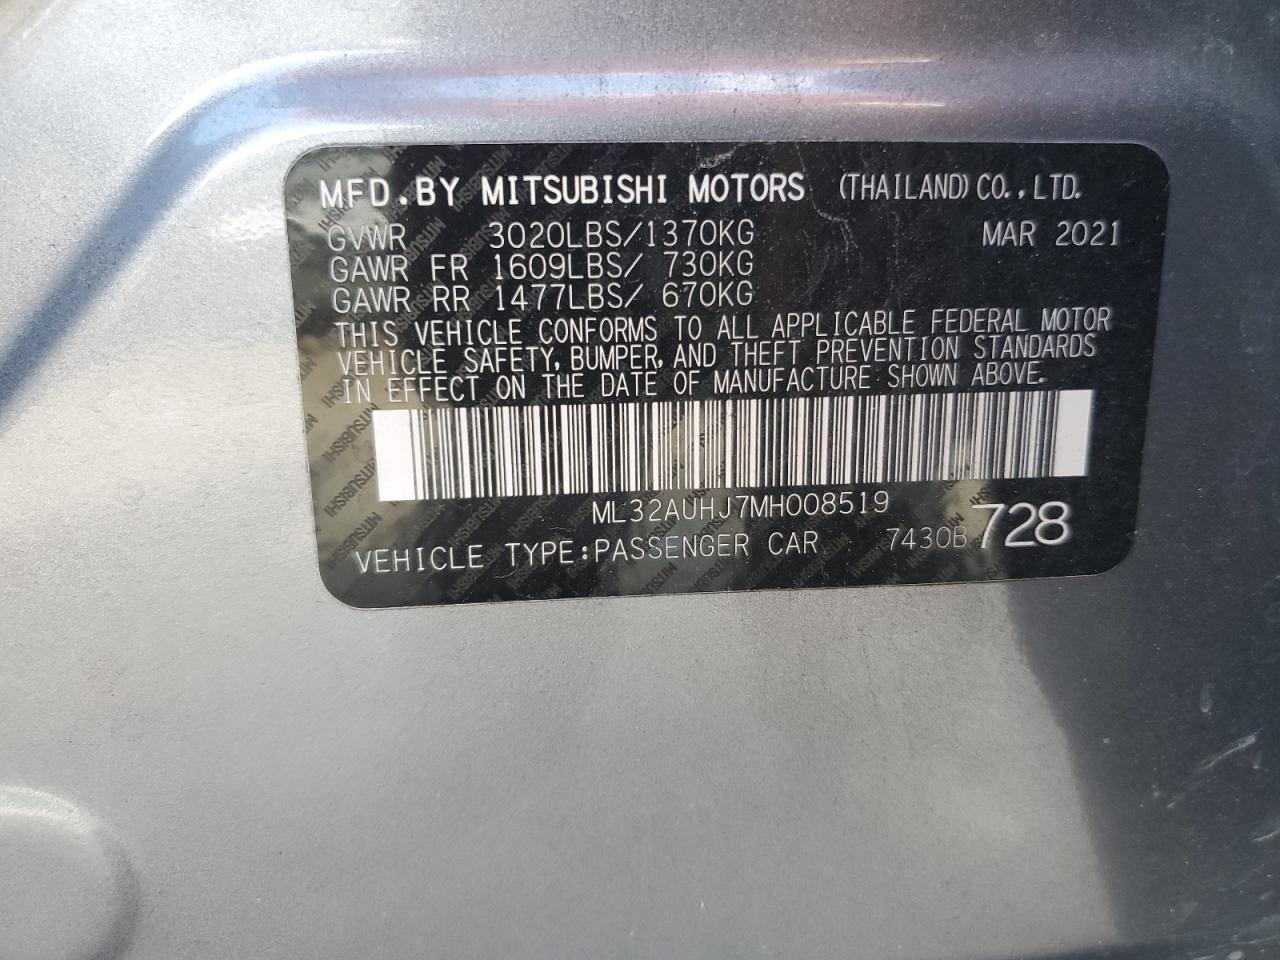 MFD.BY MITSUBISHI MOTORS (THAILAND) CO.,LTD.
GVWR 3020LBS/1370KG MAR 2021
GAWR FR 1609LBS/ 730KG
GAWR RR 1477LBS/ 670KG
THIS VEHICLE CONFORMS TO ALL APPLICABLE FEDERAL MOTOR
VEHICLE SAFETY, BUMPER, AND THEFT PREVENTION STANDARDS
IN EFFECT ON THE DATE OF MANUFACTURE SHOWN ABOVE.
ML32AUHJ7MH008519
VEHICLE TYPE:PASSENGER CAR 7430B 728